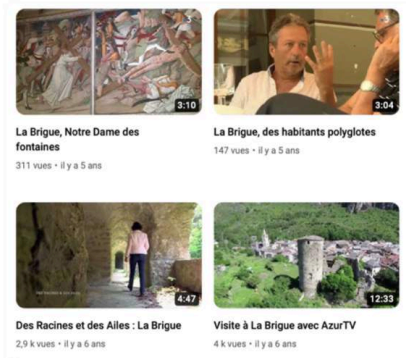 3:10
3:04
La Brigue, Notre Dame des
fontaines
311 vues • il y a 5 ans
La Brigue, des habitants polyglotes
147 vues • il y a 5 ans
4:47
12:33
Des Racines et des Ailes : La Brigue
2,9 k vues • il y a 6 ans
Visite à La Brigue avec AzurTV
4 k vues • il y a 6 ans